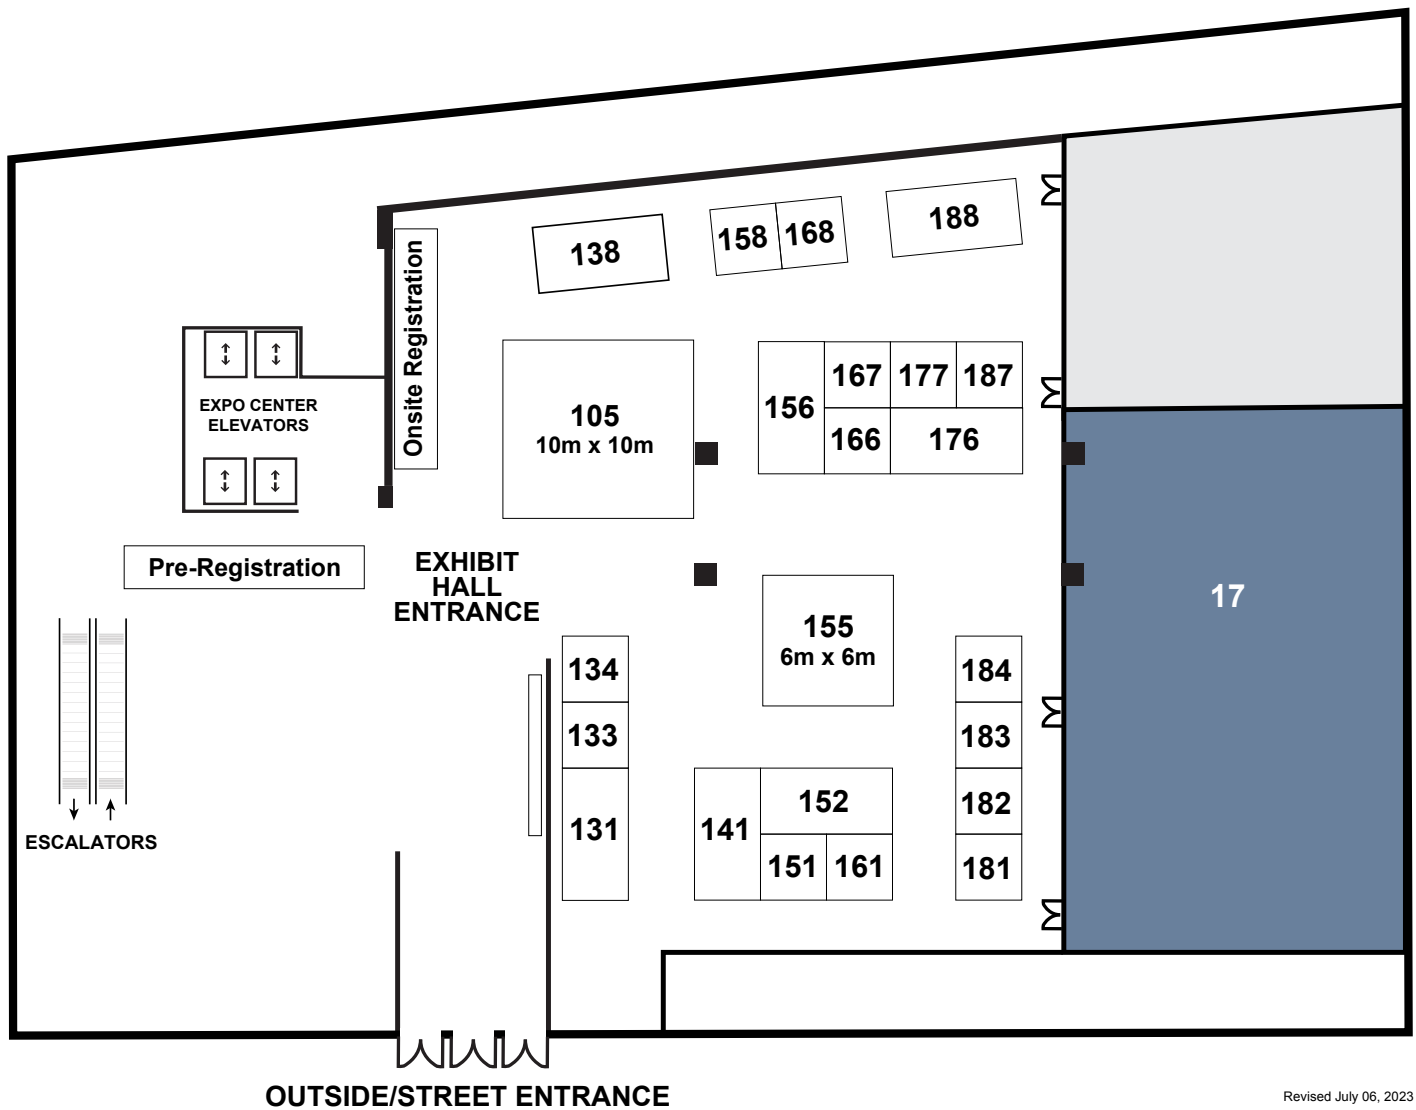 188
158
168
138
Onsite Registration
167
177
187
156
166
176
105
10m x 10m
EXPO CENTER
ELEVATORS
Pre-Registration
EXHIBIT
HALL
ENTRANCE
17
155
6m x 6m
134
184
133
183
152
182
131
141
151
161
181
ESCALATORS
OUTSIDE/STREET ENTRANCE
Revised July 06, 2023